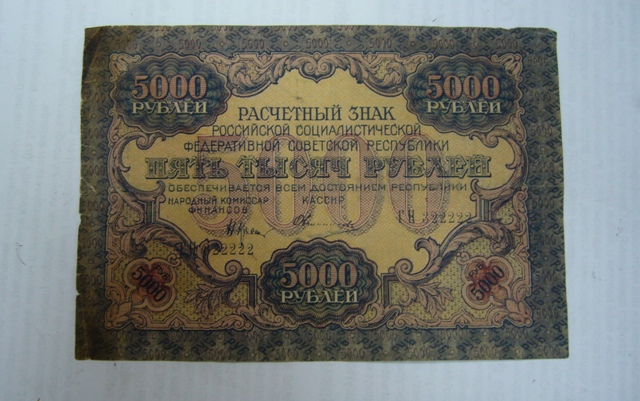 5000 5000
РУБЛЕЙ РУБЛЕЙ
РАСЧЕТНЫЙ ЗНАК
РОССИЙСКОЙ СОЦИАЛИСТИЧЕСКОЙ
ФЕДЕРАТИВНОЙ СОВЕТСКОЙ РЕСПУБЛИКИ
ПЯТЬ ТЫСЯЧ РУБЛЕЙ
5000
ОБЕСПЕЧИВАЕТСЯ ВСЕМ ДОСТОЯНИЕМ РЕСПУБЛИКИ
НАРОДНЫЙ КОМИССАР КАССИР
ФИНАНСОВ
ГН 322222
322222
5000 5000 5000
РУБЛЕЙ